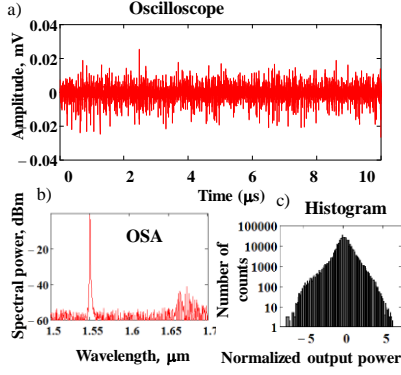 a) Oscilloscope
Amplitude, mV
0.04
0.02
0
−0.02
−0.04
0 2 4 6 8 10
Time (μs)
b)
OSA
Spectral power, dBm
−20
−40
−60
1.5 1.55 1.6 1.65 1.7
Wavelength, μm
c) Histogram
Number of
counts
100000
10000
1000
100
10
1
−5 0 5
Normalized output power